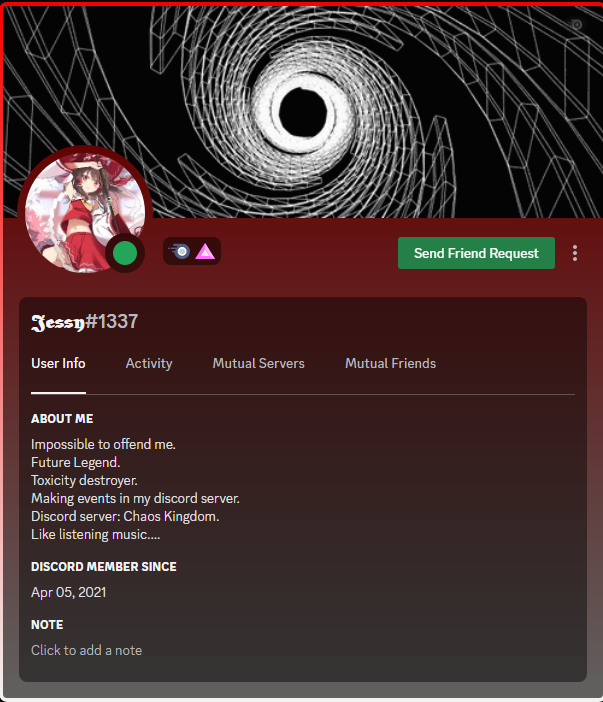 Send Friend Request
𝕵𝖊𝖘𝖘𝖞#1337
User Info Activity Mutual Servers Mutual Friends
ABOUT ME
Impossible to offend me.
Future Legend.
Toxicity destroyer.
Making events in my discord server.
Discord server: Chaos Kingdom.
Like listening music....
DISCORD MEMBER SINCE
Apr 05, 2021
NOTE
Click to add a note